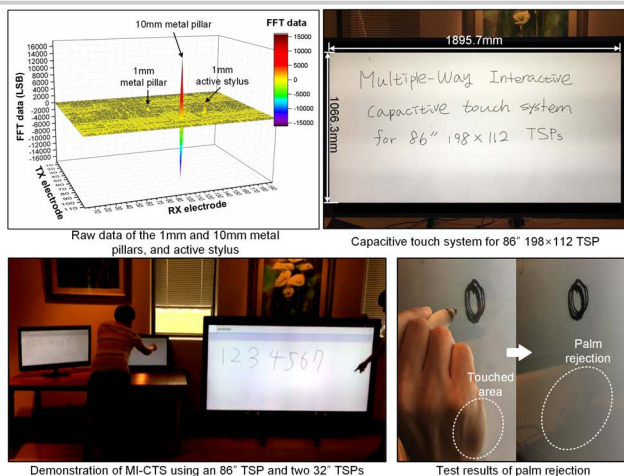 10mm metal pillar
FFT data
16000
14000
12000
10000
8000
6000
4000
2000
0
-2000
-4000
-6000
-8000
-10000
-12000
-14000
-16000
FFT data (LSB)
1mm
metal pillar
1mm
active stylus
15000
10000
5000
0
-5000
-10000
-15000
TX electrode
RX electrode
Raw data of the 1mm and 10mm metal
pillars, and active stylus
1895.7mm
1066.3mm
Multiple-Way Interactive
Capacitive touch system
for 86" 198×112 TSPs
Capacitive touch system for 86" 198×112 TSP
1234567
Demonstration of MI-CTS using an 86" TSP and two 32" TSPs
Touched
area
Palm
rejection
Test results of palm rejection